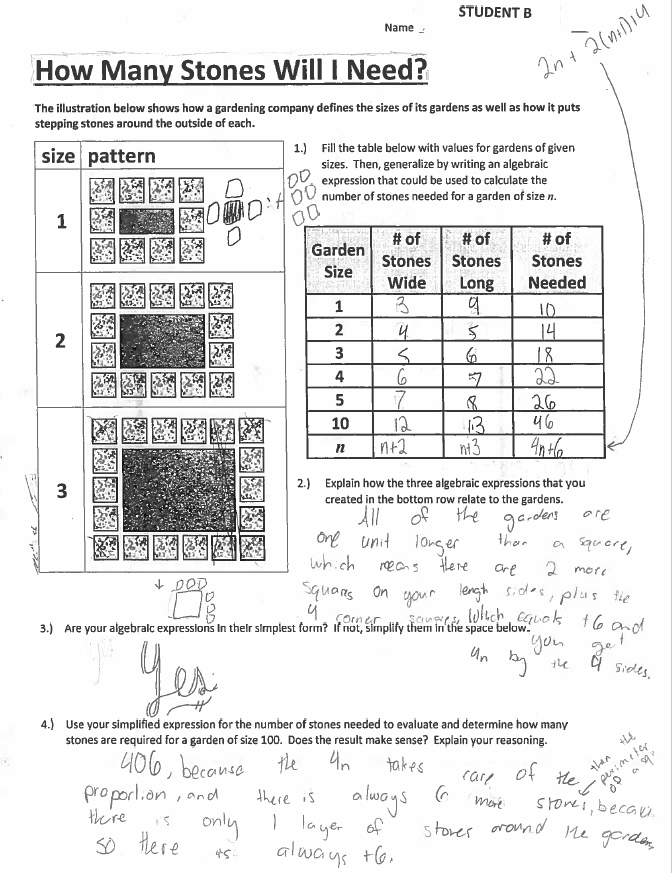 STUDENT B
Name
2n + 2(n+1)+4
How Many Stones Will I Need?
The illustration below shows how a gardening company defines the sizes of its gardens as well as how it puts
stepping stones around the outside of each.
size pattern
1
2
3
1.) Fill the table below with values for gardens of given
sizes. Then, generalize by writing an algebraic
expression that could be used to calculate the
number of stones needed for a garden of size n.
Garden Size # of Stones Wide # of Stones Long # of Stones Needed
1 3 4 10
2 4 5 14
3 5 6 18
4 6 7 22
5 7 8 26
10 12 13 46
n n+2 n+3 4n+6
2.) Explain how the three algebraic expressions that you
created in the bottom row relate to the gardens.
All of the gardens are
one unit longer than a square,
which means there are 2 more
squars on your length sides, plus the
4 corner squares, which equals +6 and
you get
4n by the 4 sides.
3.) Are your algebraic expressions in their simplest form? If not, simplify them in the space below.
Yes
4.) Use your simplified expression for the number of stones needed to evaluate and determine how many
stones are required for a garden of size 100. Does the result make sense? Explain your reasoning.
406, because the 4n takes care of the
proportion, and there is always 6 more stones, becaus
than the perimeter of a
there is only 1 layer of stones around the garden,
so there is always +6.